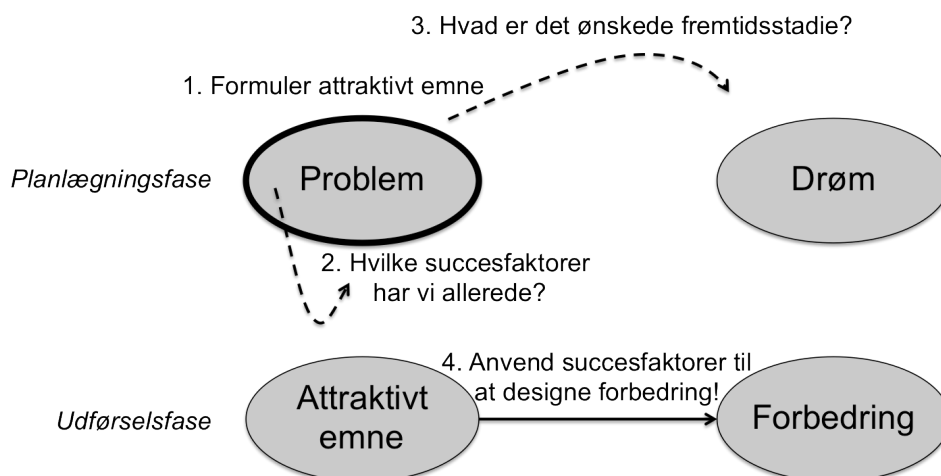 3. Hvad er det ønskede fremtidsstadie?
1. Formuler attraktivt emne
Planlægningsfase
Problem
Drøm
2. Hvilke succesfaktorer
har vi allerede?
4. Anvend succesfaktorer til
at designe forbedring!
Udførselsfase
Attraktivt
emne
Forbedring